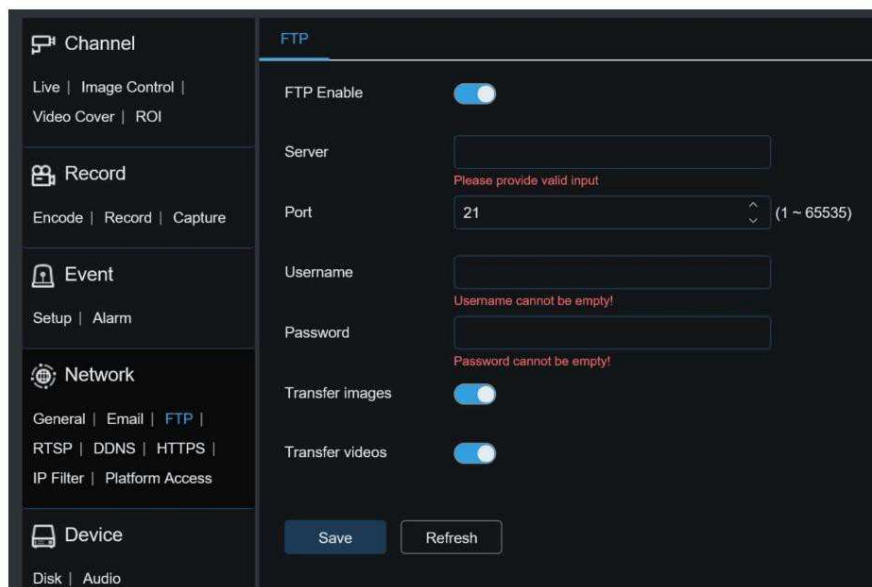 Channel
Live | Image Control |
Video Cover | ROI
Record
Encode | Record | Capture
Event
Setup | Alarm
Network
General | Email | FTP |
RTSP | DDNS | HTTPS |
IP Filter | Platform Access
Device
Disk | Audio
FTP
FTP Enable
Server
Please provide valid input
Port 21 (1 ~ 65535)
Username
Username cannot be empty!
Password
Password cannot be empty!
Transfer images
Transfer videos
Save Refresh